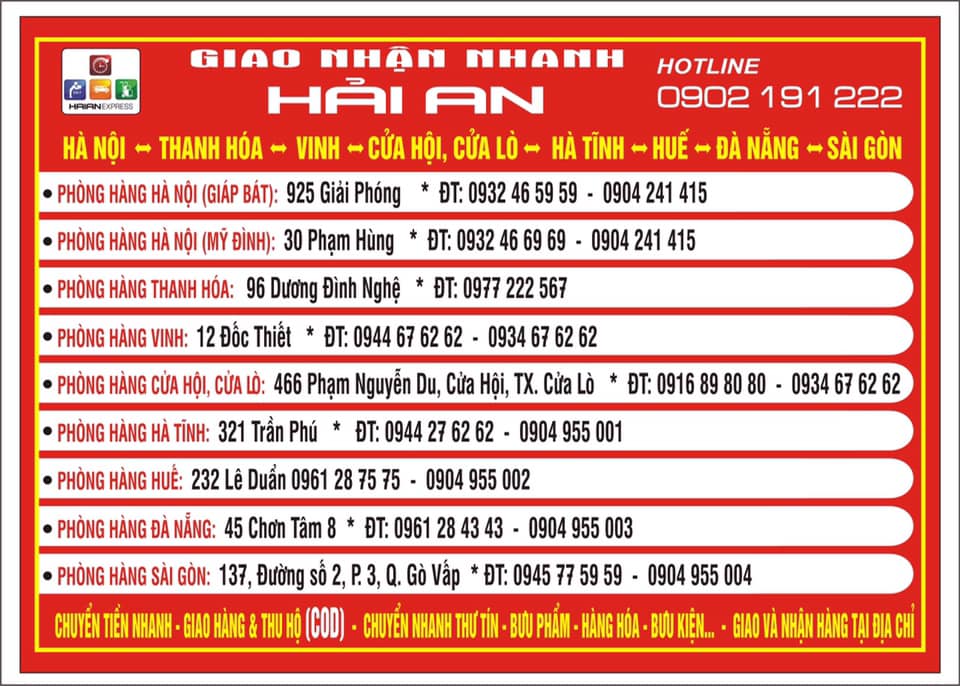 GIAO NHẬN NHANH
HẢI AN
HAIANEXPRESS
HOTLINE
0902 191 222
HÀ NỘI ⬌ THANH HÓA ⬌ VINH ⬌ CỬA HỘI, CỬA LÒ ⬌ HÀ TĨNH ⬌ HUẾ ⬌ ĐÀ NẴNG ⬌ SÀI GÒN
• PHÒNG HÀNG HÀ NỘI (GIÁP BÁT): 925 Giải Phóng * ĐT: 0932 46 59 59 - 0904 241 415
• PHÒNG HÀNG HÀ NỘI (MỸ ĐÌNH): 30 Phạm Hùng * ĐT: 0932 46 69 69 - 0904 241 415
• PHÒNG HÀNG THANH HÓA: 96 Dương Đình Nghệ * ĐT: 0977 222 567
• PHÒNG HÀNG VINH: 12 Đốc Thiết * ĐT: 0944 67 62 62 - 0934 67 62 62
• PHÒNG HÀNG CỬA HỘI, CỬA LÒ: 466 Phạm Nguyễn Du, Cửa Hội, TX. Cửa Lò * ĐT: 0916 89 80 80 - 0934 67 62 62
• PHÒNG HÀNG HÀ TĨNH: 321 Trần Phú * ĐT: 0944 27 62 62 - 0904 955 001
• PHÒNG HÀNG HUẾ: 232 Lê Duẩn 0961 28 75 75 - 0904 955 002
• PHÒNG HÀNG ĐÀ NẴNG: 45 Chơn Tâm 8 * ĐT: 0961 28 43 43 - 0904 955 003
• PHÒNG HÀNG SÀI GÒN: 137, Đường số 2, P. 3, Q. Gò Vấp * ĐT: 0945 77 59 59 - 0904 955 004
CHUYỂN TIỀN NHANH - GIAO HÀNG & THU HỘ (COD) - CHUYỂN NHANH THƯ TÍN - BƯU PHẨM - HÀNG HÓA - BƯU KIỆN... - GIAO VÀ NHẬN HÀNG TẠI ĐỊA CHỈ